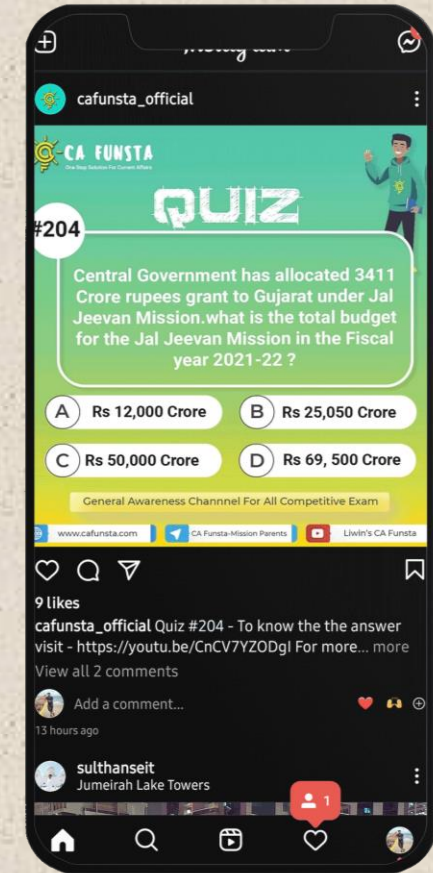 cafunsta_official
CA FUNSTA
One Stop Solution For Current Affairs
QUIZ
#204
Central Government has allocated 3411
Crore rupees grant to Gujarat under Jal
Jeevan Mission.what is the total budget
for the Jal Jeevan Mission in the Fiscal
year 2021-22 ?
A Rs 12,000 Crore
B Rs 25,050 Crore
C Rs 50,000 Crore
D Rs 69, 500 Crore
General Awareness Channnel For All Competitive Exam
www.cafunsta.com
CA Funsta-Mission Parents
Liwin's CA Funsta
9 likes
cafunsta_official Quiz #204 - To know the the answer
visit - https://youtu.be/CnCV7YZODgI For more... more
View all 2 comments
Add a comment...
13 hours ago
sulthanseit
Jumeirah Lake Towers
1